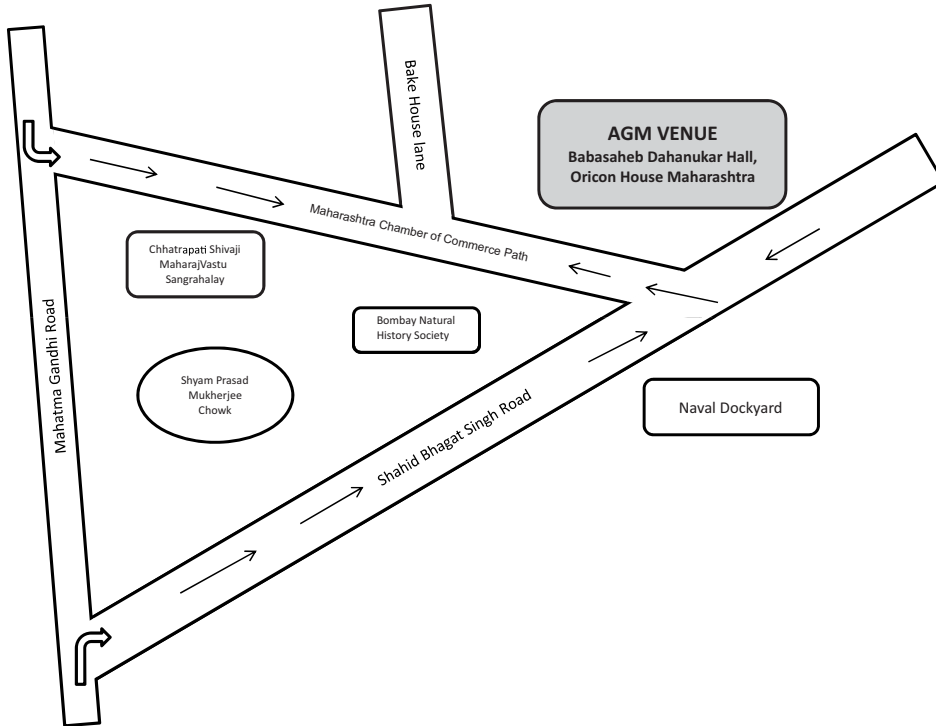 Bake House lane
AGM VENUE
Babasaheb Dahanukar Hall,
Oricon House Maharashtra
Maharashtra Chamber of Commerce Path
Chhatrapati Shivaji
MaharajVastu
Sangrahalay
Bombay Natural
History Society
Mahatma Gandhi Road
Shyam Prasad
Mukherjee
Chowk
Shahid Bhagat Singh Road
Naval Dockyard